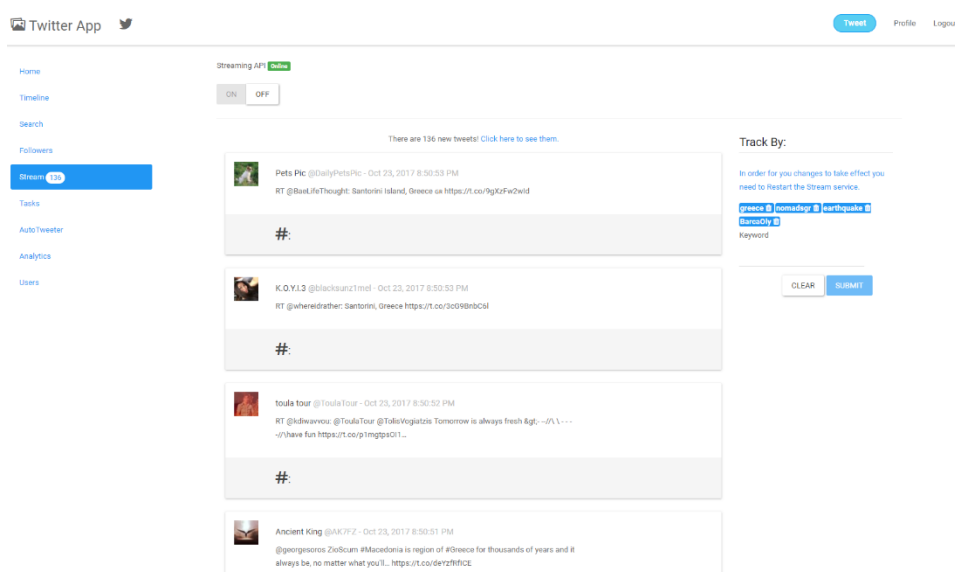 Twitter App
Tweet Profile Logou
Home
Timeline
Search
Followers
Stream 136
Tasks
AutoTweeter
Analytics
Users
Streaming API Online
ON OFF
There are 136 new tweets! Click here to see them.
Pets Pic @DailyPetsPic - Oct 23, 2017 8:50:53 PM
RT @BaeLifeThought: Santorini Island, Greece se https://t.co/9gXzFw2wId
#:
K.O.Y.I.3 @blacksunz1mel - Oct 23, 2017 8:50:53 PM
RT @whereidrather: Santorini, Greece https://t.co/3cG9BnbC6l
#:
toula tour @ToulaTour - Oct 23, 2017 8:50:52 PM
RT @kdiwavvou: @ToulaTour @TolisVogiatzis Tomorrow is always fresh &gt;- --//\ \ - - -
-//\have fun https://t.co/p1mgtpsOI1...
#:
Ancient King @AK7FZ - Oct 23, 2017 8:50:51 PM
@georgesoros ZioScum #Macedonia is region of #Greece for thousands of years and it
always be, no matter what you'll... https://t.co/deYzfRfICE
Track By:
In order for you changes to take effect you
need to Restart the Stream service.
greece nomadsgr earthquake
BarcaOly
Keyword
CLEAR SUBMIT